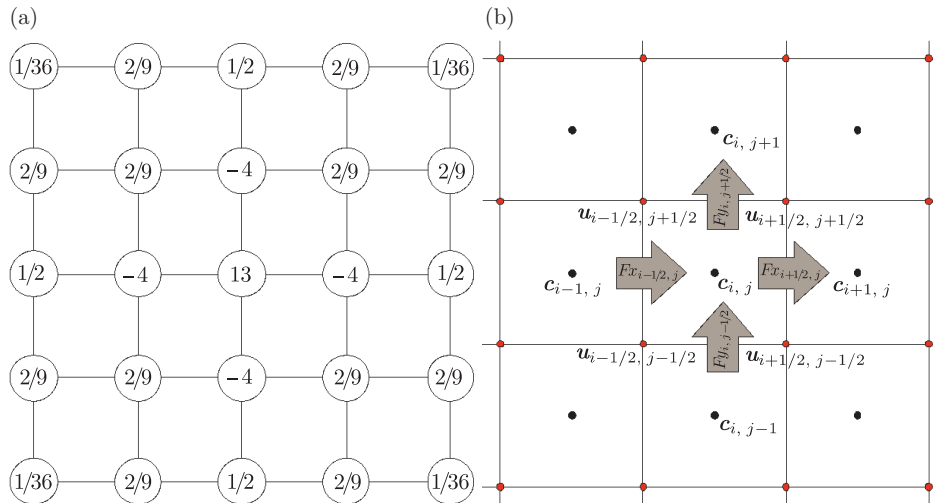 (a)
1/36 2/9 1/2 2/9 1/36
2/9 2/9 −4 2/9 2/9
1/2 −4 13 −4 1/2
2/9 2/9 −4 2/9 2/9
1/36 2/9 1/2 2/9 1/36
(b)
c_{i, j+1}
Fy_{i, j+1/2}
u_{i−1/2, j+1/2} u_{i+1/2, j+1/2}
Fx_{i−1/2, j} Fx_{i+1/2, j}
c_{i−1, j} c_{i, j} c_{i+1, j}
Fy_{i, j−1/2}
u_{i−1/2, j−1/2} u_{i+1/2, j−1/2}
c_{i, j−1}